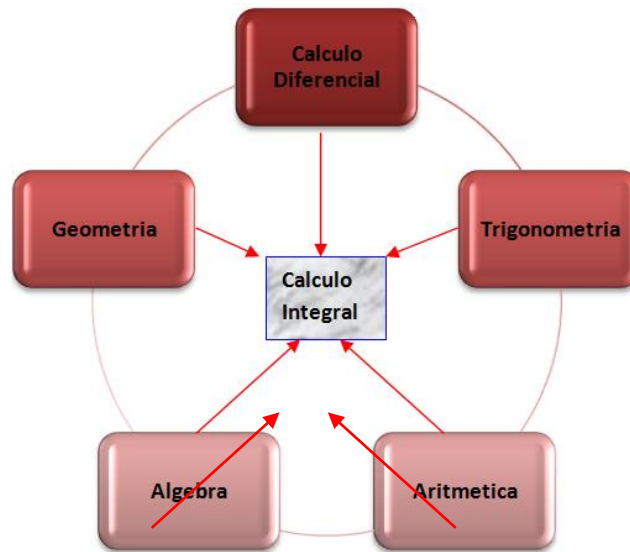 Calculo
Diferencial
Geometria
Trigonometria
Calculo
Integral
Algebra
Aritmetica